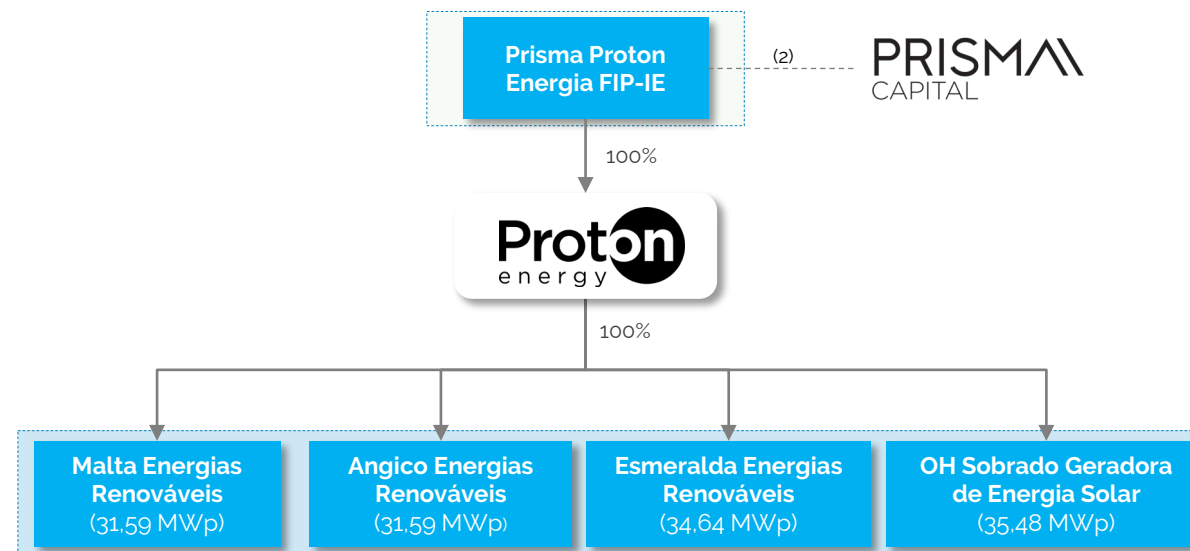 Prisma Proton
Energia FIP-IE
(2)
PRISMA
CAPITAL
100%
Proton
energy
100%
Malta Energias
Renováveis
(31,59 MWp)
Angico Energias
Renováveis
(31,59 MWp)
Esmeralda Energias
Renováveis
(34,64 MWp)
OH Sobrado Geradora
de Energia Solar
(35,48 MWp)